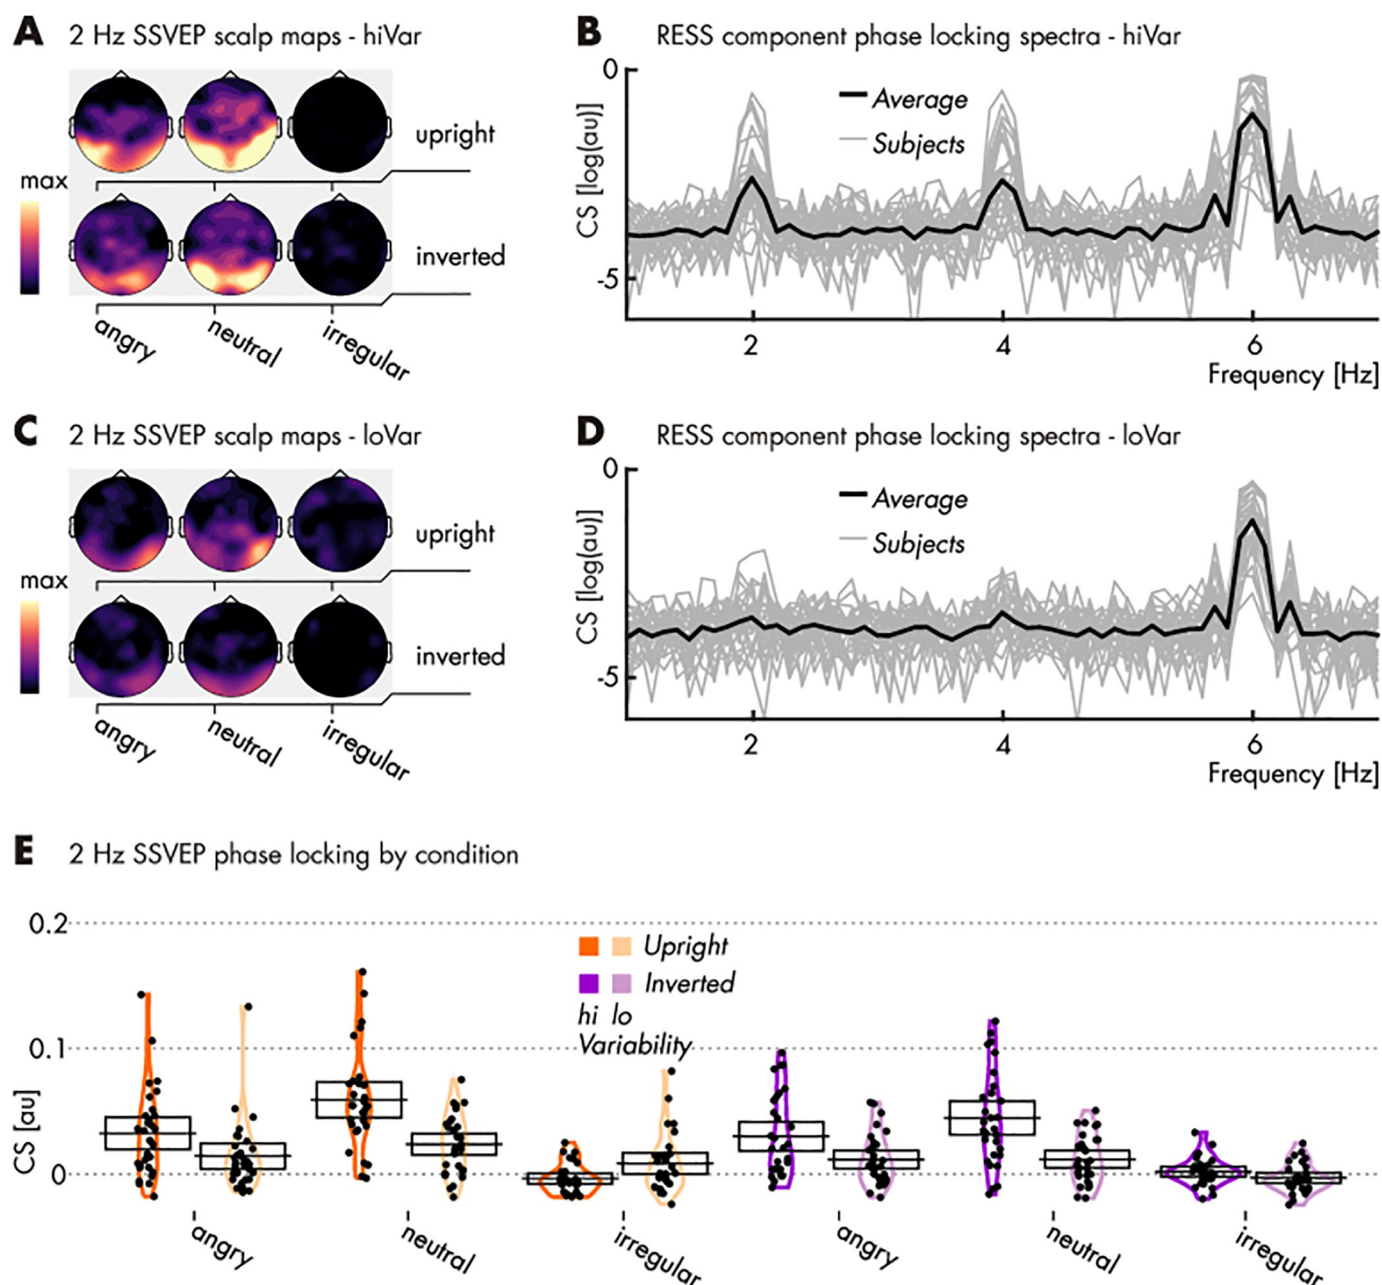 A 2 Hz SSVEP scalp maps - hiVar
max
upright
inverted
angry
neutral
irregular
B RESS component phase locking spectra - hiVar
0
-5
CS [log(au)]
Average
Subjects
2 4 6
Frequency [Hz]
C 2 Hz SSVEP scalp maps - loVar
max
upright
inverted
angry
neutral
irregular
D RESS component phase locking spectra - loVar
0
-5
CS [log(au)]
Average
Subjects
2 4 6
Frequency [Hz]
E 2 Hz SSVEP phase locking by condition
0.2
0.1
0
CS [au]
Upright
Inverted
hi lo
Variability
angry
neutral
irregular
angry
neutral
irregular